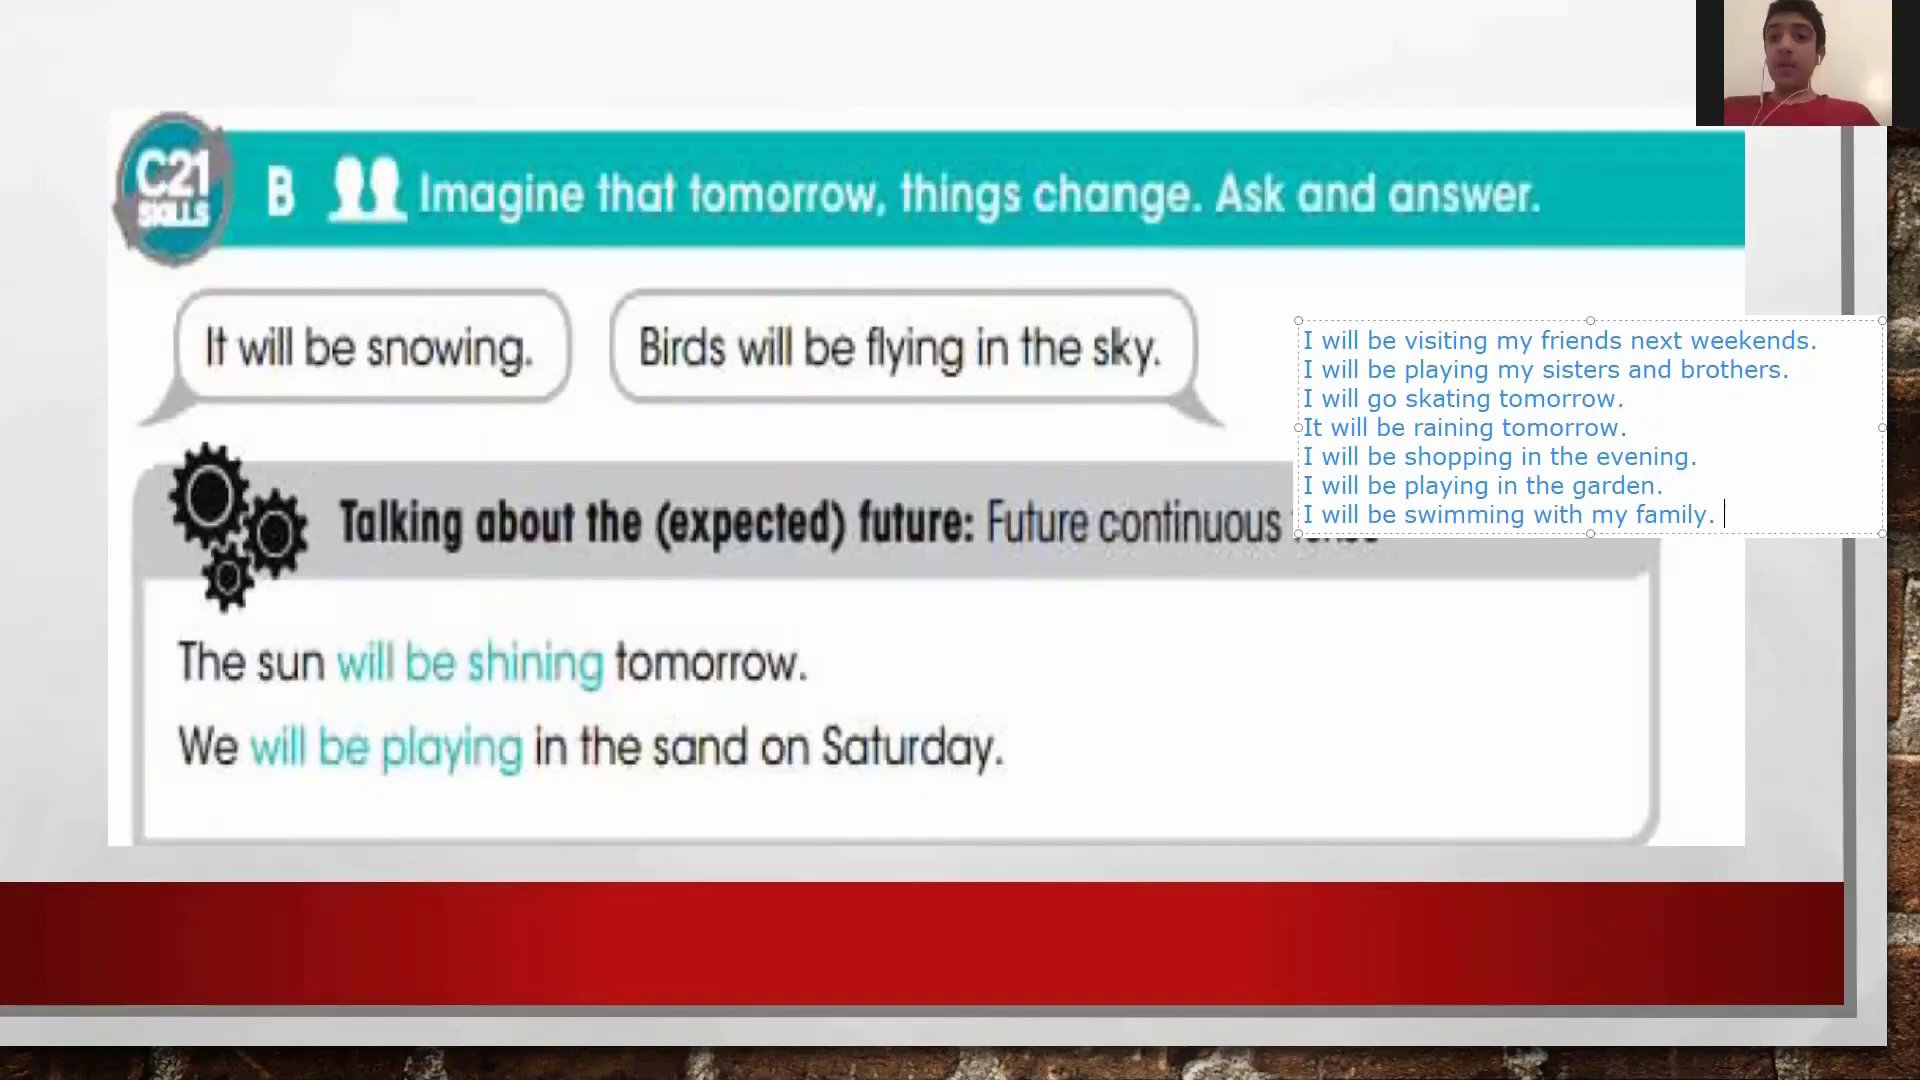 C21
SKILLS
B Imagine that tomorrow, things change. Ask and answer.
It will be snowing.
Birds will be flying in the sky.
I will be visiting my friends next weekends.
I will be playing my sisters and brothers.
I will go skating tomorrow.
It will be raining tomorrow.
I will be shopping in the evening.
I will be playing in the garden.
I will be swimming with my family.
Talking about the (expected) future: Future continuous
The sun will be shining tomorrow.
We will be playing in the sand on Saturday.